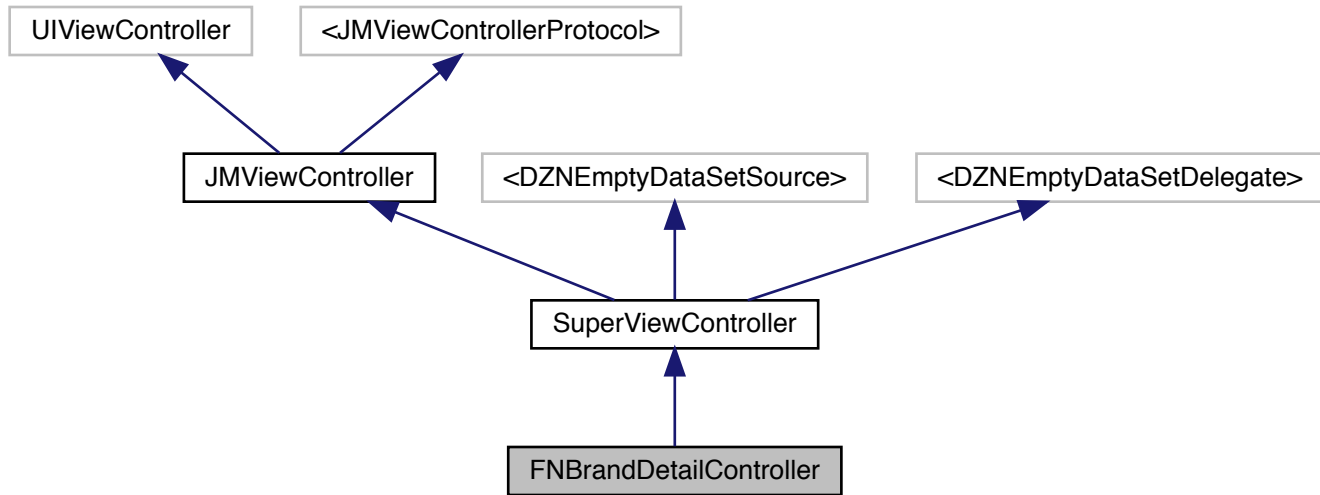 UIViewController
<JMViewControllerProtocol>
JMViewController
<DZNEmptyDataSetSource>
<DZNEmptyDataSetDelegate>
SuperViewController
FNBrandDetailController